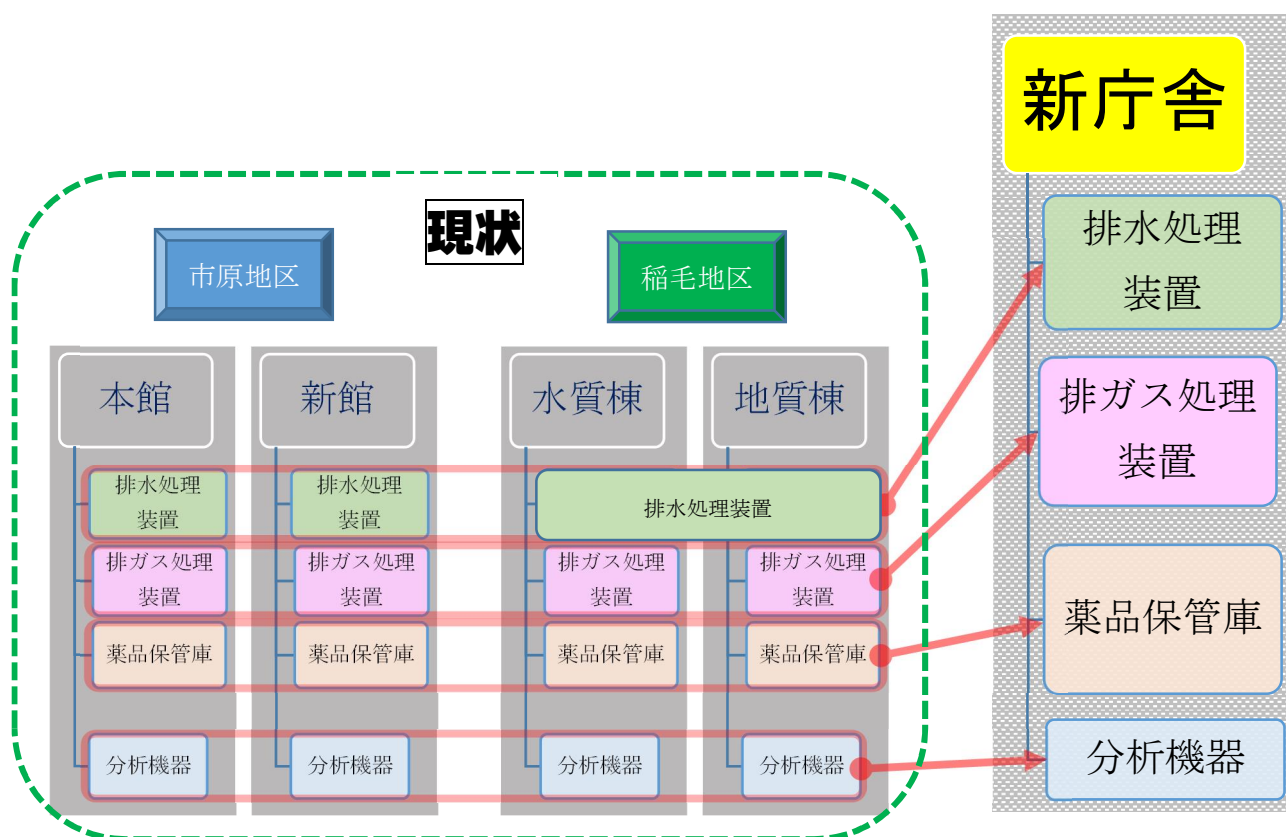 現状
市原地区
稲毛地区
本館
新館
水質棟
地質棟
排水処理
装置
排水処理
装置
排水処理装置
排ガス処理
装置
排ガス処理
装置
排ガス処理
装置
排ガス処理
装置
薬品保管庫
薬品保管庫
薬品保管庫
薬品保管庫
分析機器
分析機器
分析機器
分析機器
新庁舎
排水処理
装置
排ガス処理
装置
薬品保管庫
分析機器